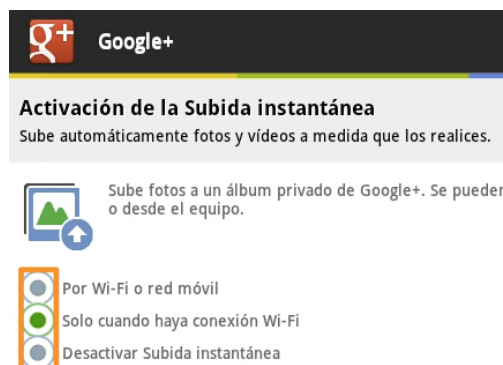 g+ Google+
Activación de la Subida instantánea
Sube automáticamente fotos y vídeos a medida que los realices.
Sube fotos a un álbum privado de Google+. Se pueden
o desde el equipo.
Por Wi-Fi o red móvil
Solo cuando haya conexión Wi-Fi
Desactivar Subida instantánea